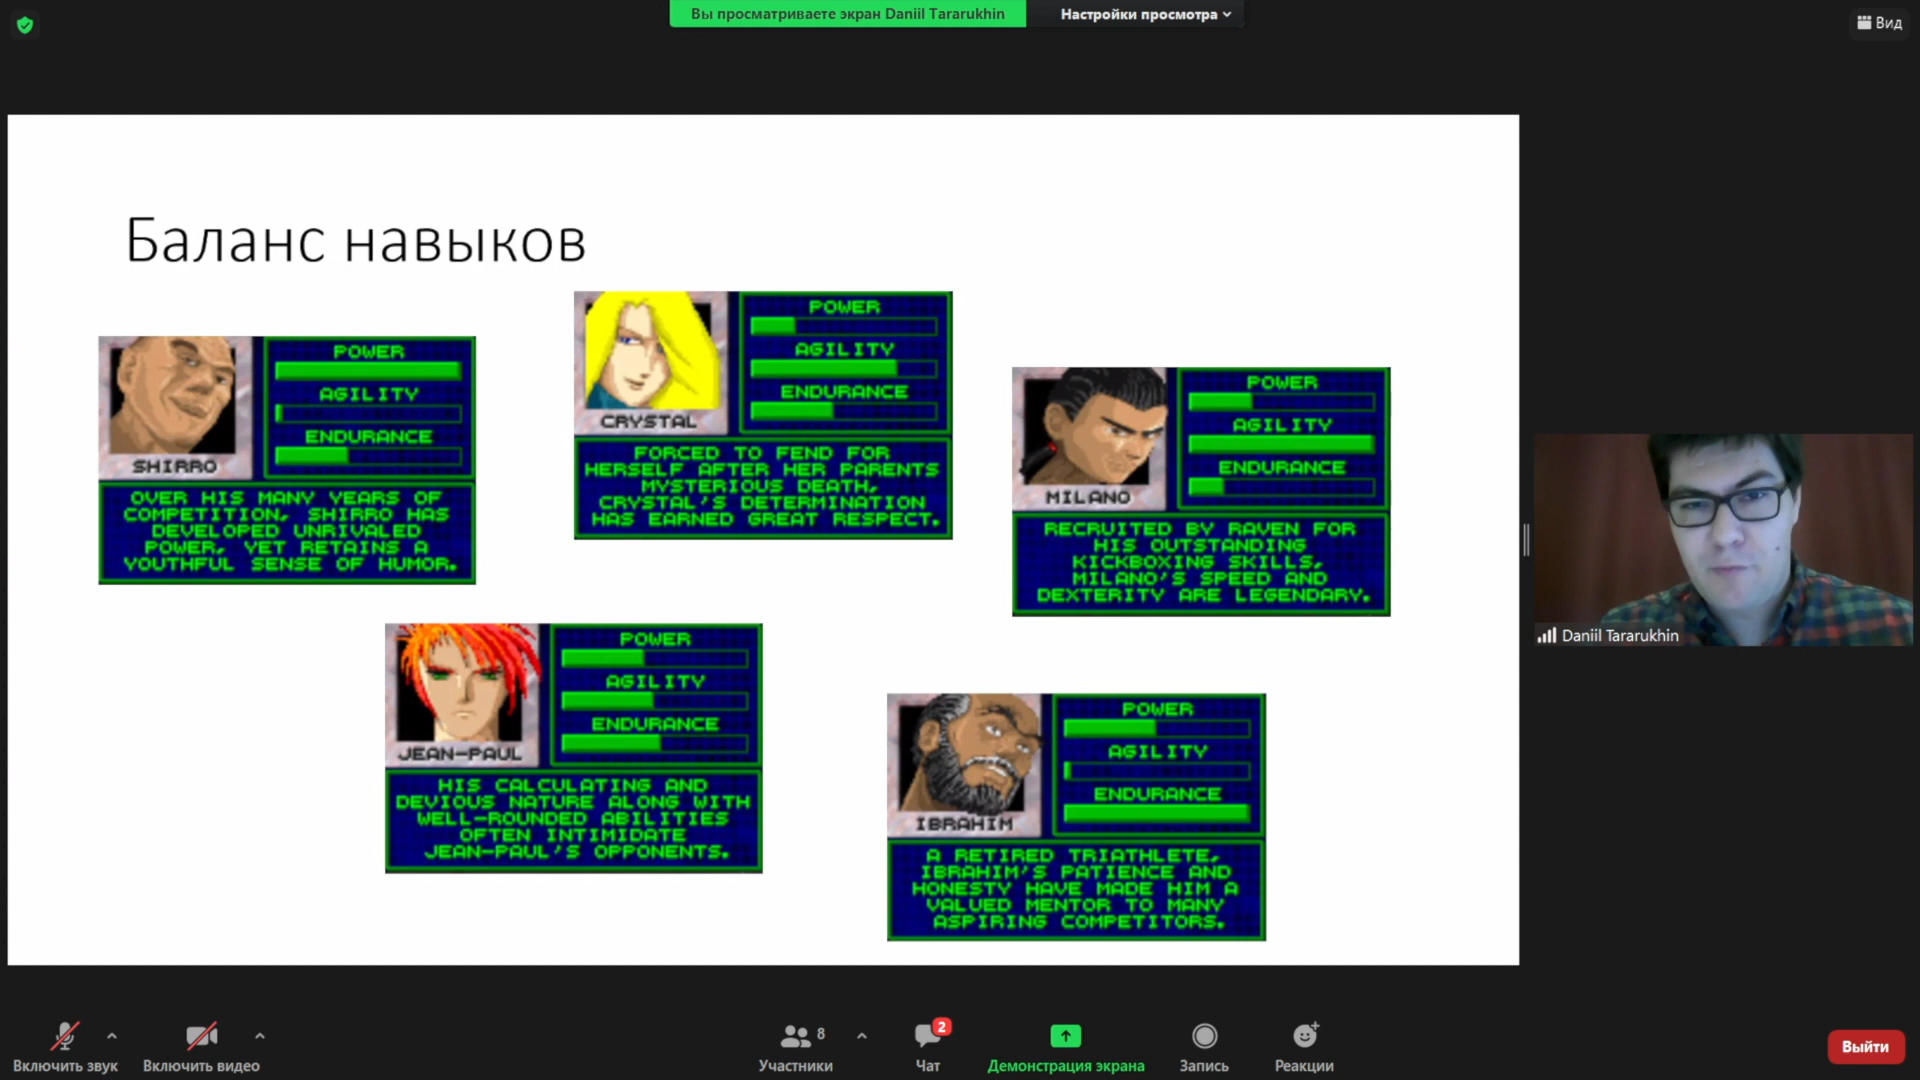 Вы просматриваете экран Daniil Tararukhin
Настройки просмотра
Вид
Баланс навыков
SHIRRO
POWER
AGILITY
ENDURANCE
OVER HIS MANY YEARS OF
COMPETITION, SHIRRO HAS
DEVELOPED UNRIVALED
POWER, YET RETAINS A
YOUTHFUL SENSE OF HUMOR.
CRYSTAL
POWER
AGILITY
ENDURANCE
FORCED TO FEND FOR
HERSELF AFTER HER PARENTS
MYSTERIOUS DEATH,
CRYSTAL'S DETERMINATION
HAS EARNED GREAT RESPECT.
MILANO
POWER
AGILITY
ENDURANCE
RECRUITED BY RAVEN FOR
HIS OUTSTANDING
KICKBOXING SKILLS,
MILANO'S SPEED AND
DEXTERITY ARE LEGENDARY.
JEAN-PAUL
POWER
AGILITY
ENDURANCE
HIS CALCULATING AND
DEVIOUS NATURE ALONG WITH
WELL-ROUNDED ABILITIES
OFTEN INTIMIDATE
JEAN-PAUL'S OPPONENTS.
IBRAHIM
POWER
AGILITY
ENDURANCE
A RETIRED TRIATHLETE,
IBRAHIM'S PATIENCE AND
HONESTY HAVE MADE HIM A
VALUED MENTOR TO MANY
ASPIRING COMPETITORS.
Daniil Tararukhin
Включить звук
Включить видео
8
Участники
2
Чат
Демонстрация экрана
Запись
Реакции
Выйти